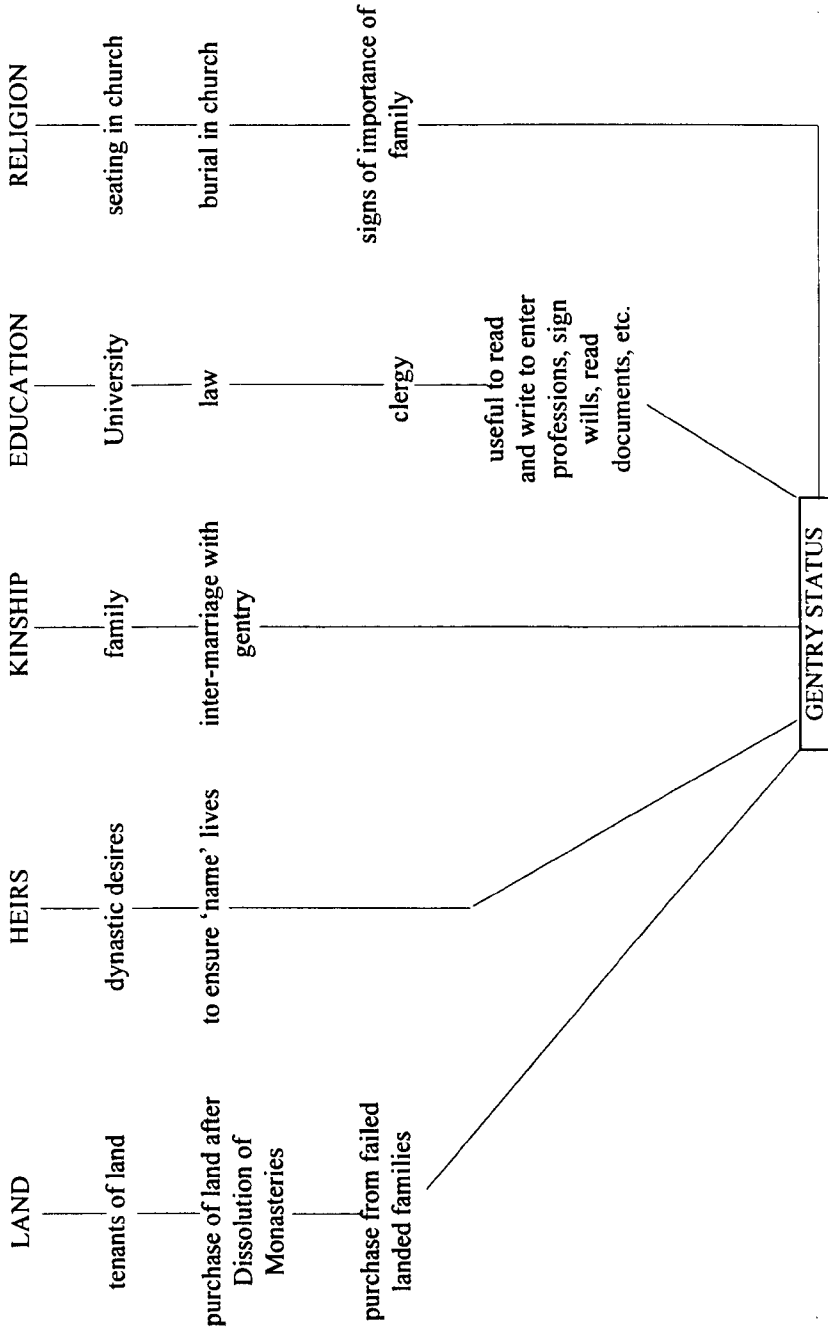 LAND
tenants of land
purchase of land after
Dissolution of
Monasteries
purchase from failed
landed families
HEIRS
dynastic desires
to ensure ‘name’ lives
KINSHIP
family
inter-marriage with
gentry
EDUCATION
University
law
clergy
useful to read
and write to enter
professions, sign
wills, read
documents, etc.
RELIGION
seating in church
burial in church
signs of importance of
family
GENTRY STATUS